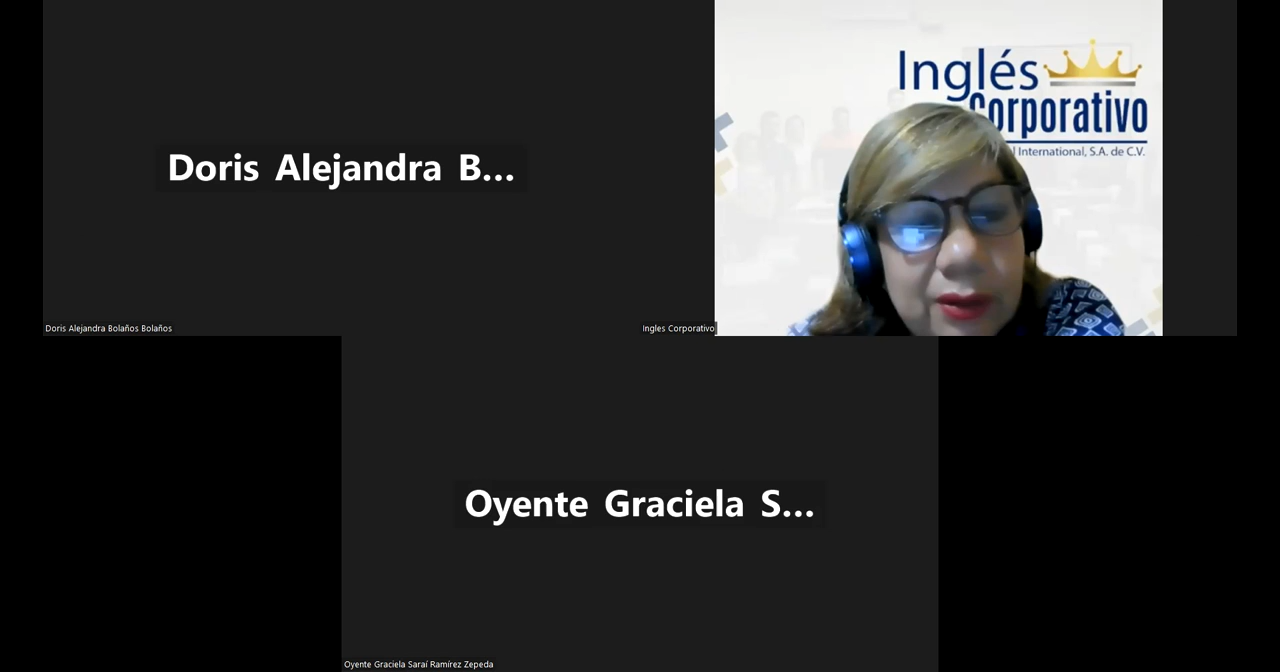 Doris Alejandra B...
Doris Alejandra Bolaños Bolaños
Inglés
Corporativo
l International, S.A. de C.V.
Ingles Corporativo
Oyente Graciela S...
Oyente Graciela Saraí Ramírez Zepeda